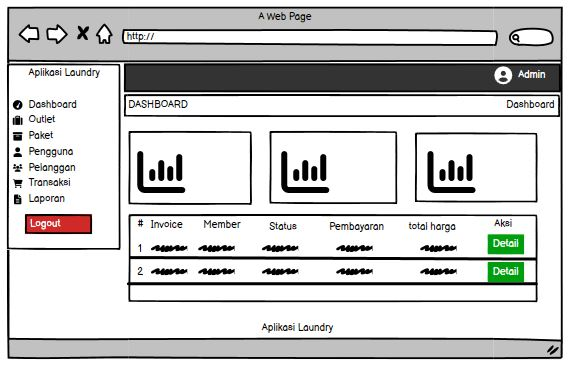 A Web Page
http://
Aplikasi Laundry
Admin
DASHBOARD
Dashboard
Dashboard
Outlet
Paket
Pengguna
Pelanggan
Transaksi
Laporan
Logout
# Invoice Member Status Pembayaran total harga Aksi
1 Detail
2 Detail
Aplikasi Laundry